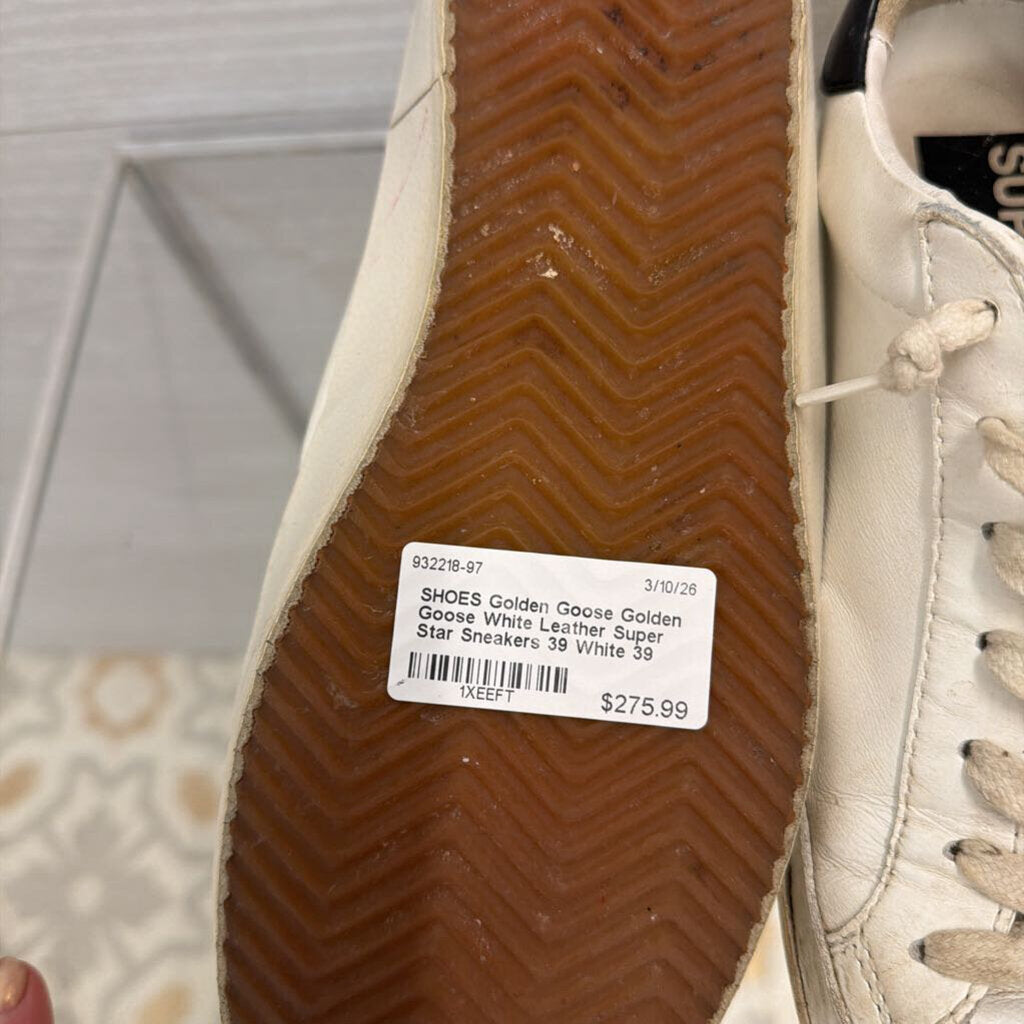 SUP
932218-97
3/10/26
SHOES Golden Goose Golden
Goose White Leather Super
Star Sneakers 39 White 39
1XEEFT
$275.99